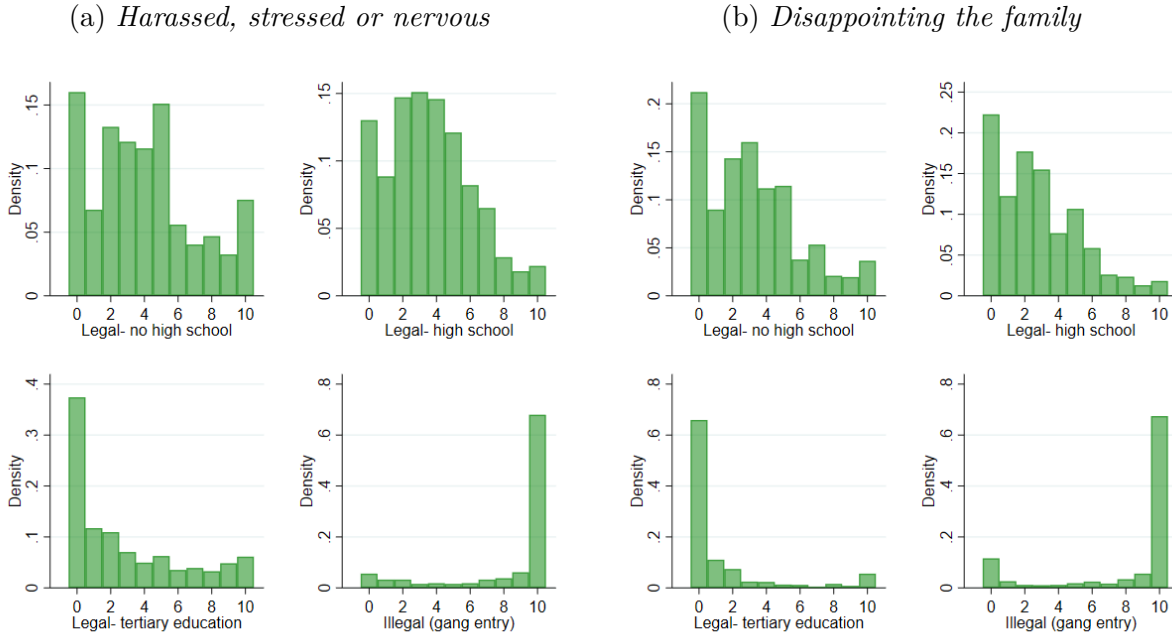 (a) Harassed, stressed or nervous
Density
0 .05 .1 .15
0 2 4 6 8 10
Legal- no high school
Density
0 .05 .1 .15
0 2 4 6 8 10
Legal- high school
Density
0 .1 .2 .3 .4
0 2 4 6 8 10
Legal- tertiary education
Density
0 .2 .4 .6 .8
0 2 4 6 8 10
Illegal (gang entry)
(b) Disappointing the family
Density
0 .05 .1 .15 .2
0 2 4 6 8 10
Legal- no high school
Density
0 .05 .1 .15 .2 .25
0 2 4 6 8 10
Legal- high school
Density
0 .2 .4 .6 .8
0 2 4 6 8 10
Legal- tertiary education
Density
0 .2 .4 .6 .8
0 2 4 6 8 10
Illegal (gang entry)